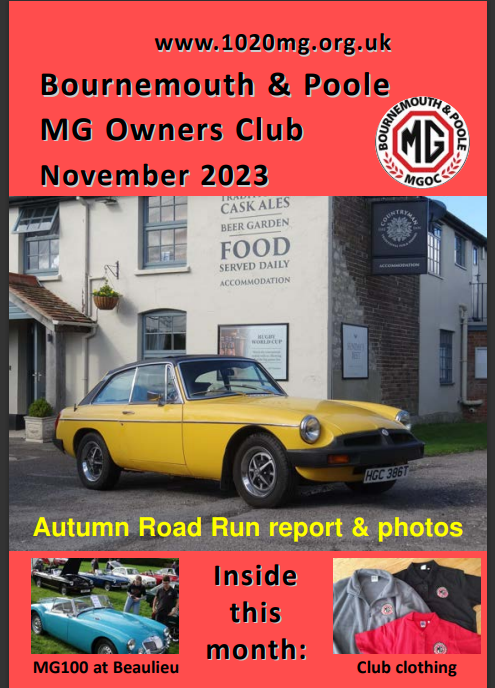 www.1020mg.org.uk
Bournemouth & Poole
MG Owners Club
November 2023
BOURNEMOUTH & POOLE
MG
MGOC
CASK ALES
BEER GARDEN
FOOD
SERVED DAILY
ACCOMMODATION
COUNTRYMAN
ACCOMMODATION
RUGBY
WORLD CUP
HGC 386T
Autumn Road Run report & photos
Inside
this
month:
MG100 at Beaulieu
Club clothing